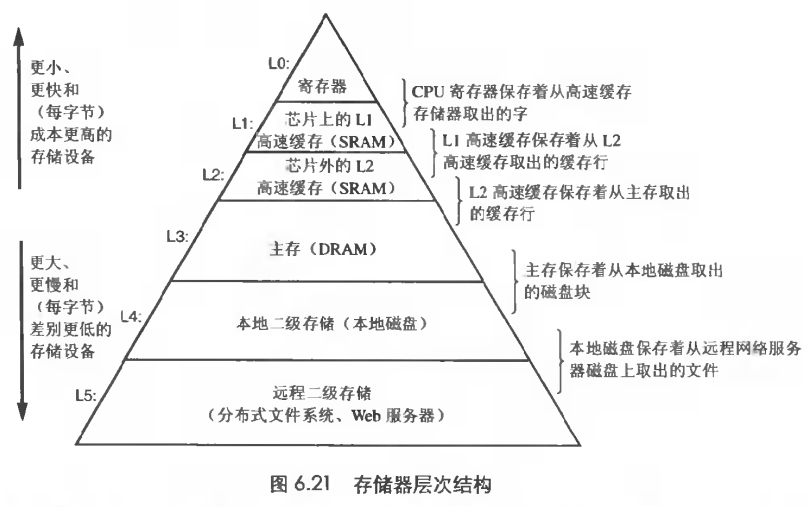 更小、
更快和
（每字节）
成本更高的
存储设备
更大、
更慢和
（每字节）
差别更低的
存储设备
L0:
寄存器
CPU 寄存器保存着从高速缓存
存储器取出的字
L1:
芯片上的 L1
高速缓存（SRAM）
L1 高速缓存保存着从 L2
高速缓存取出的缓存行
L2:
芯片外的 L2
高速缓存（SRAM）
L2 高速缓存保存着从主存取出
的缓存行
L3:
主存（DRAM）
主存保存着从本地磁盘取出
的磁盘块
L4:
本地二级存储（本地磁盘）
本地磁盘保存着从远程网络服务
器磁盘上取出的文件
L5:
远程二级存储
（分布式文件系统、Web 服务器）
图 6.21 存储器层次结构